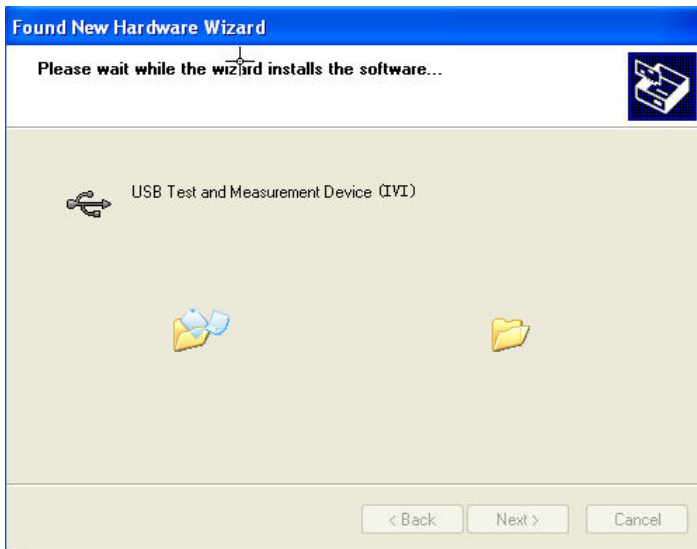 Found New Hardware Wizard
Please wait while the wizard installs the software...
USB Test and Measurement Device (IVI)
< Back
Next >
Cancel